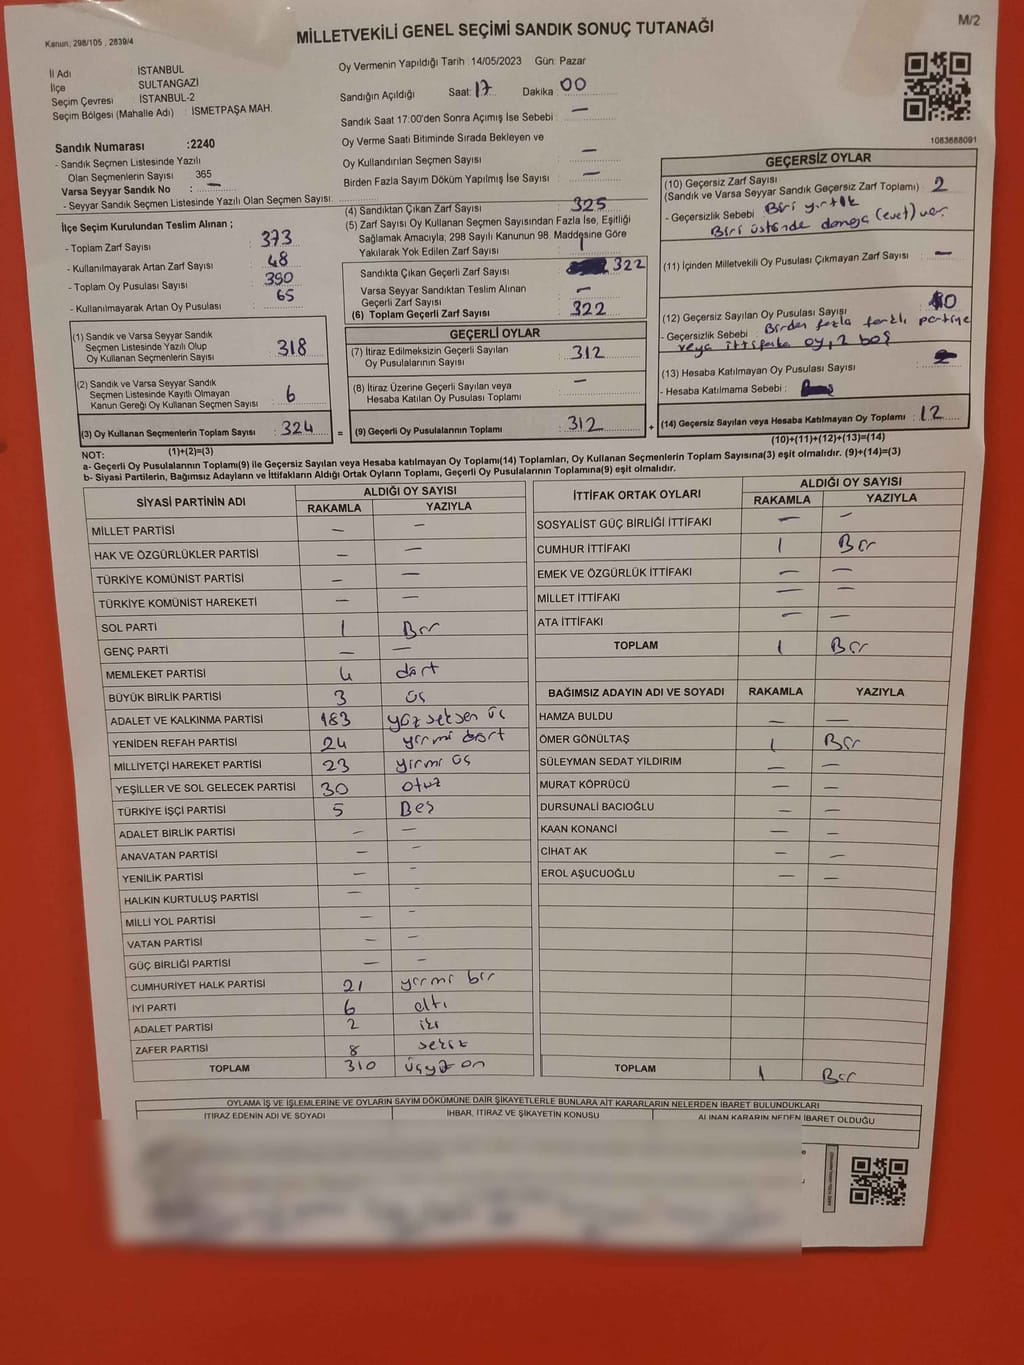 M/2
Kanun, 298/105 , 2839/4
MİLLETVEKİLİ GENEL SEÇİMİ SANDIK SONUÇ TUTANAĞI
İl Adı : İSTANBUL
İlçe : SULTANGAZİ
Seçim Çevresi : İSTANBUL-2
Seçim Bölgesi (Mahalle Adı) : İSMETPAŞA MAH.
Sandık Numarası :2240
- Sandık Seçmen Listesinde Yazılı
Olan Seçmenlerin Sayısı 365
Varsa Seyyar Sandık No : —
- Seyyar Sandık Seçmen Listesinde Yazılı Olan Seçmen Sayısı:
Oy Vermenin Yapıldığı Tarih : 14/05/2023 Gün: Pazar
Sandığın Açıldığı Saat: 17 Dakika : 00
Sandık Saat 17:00'den Sonra Açımış İse Sebebi : —
Oy Verme Saati Bitiminde Sırada Bekleyen ve
Oy Kullandırılan Seçmen Sayısı : —
Birden Fazla Sayım Döküm Yapılmış İse Sayısı : —
1083688091
İlçe Seçim Kurulundan Teslim Alınan ;
- Toplam Zarf Sayısı : 373
- Kullanılmayarak Artan Zarf Sayısı : 48
- Toplam Oy Pusulası Sayısı : 390
- Kullanılmayarak Artan Oy Pusulası : 65
(1) Sandık ve Varsa Seyyar Sandık
Seçmen Listesinde Yazılı Olup
Oy Kullanan Seçmenlerin Sayısı : 318
(2) Sandık ve Varsa Seyyar Sandık
Seçmen Listesinde Kayıtlı Olmayan
Kanun Gereği Oy Kullanan Seçmen Sayısı : 6
(3) Oy Kullanan Seçmenlerin Toplam Sayısı : 324
(1)+(2)=(3)
(4) Sandıktan Çıkan Zarf Sayısı : 325
(5) Zarf Sayısı Oy Kullanan Seçmen Sayısından Fazla İse, Eşitliği
Sağlamak Amacıyla, 298 Sayılı Kanunun 98. Maddesine Göre
Yakılarak Yok Edilen Zarf Sayısı : 1
Sandıkta Çıkan Geçerli Zarf Sayısı : 322
Varsa Seyyar Sandıktan Teslim Alınan
Geçerli Zarf Sayısı : —
(6) Toplam Geçerli Zarf Sayısı : 322
GEÇERLİ OYLAR
(7) İtiraz Edilmeksizin Geçerli Sayılan
Oy Pusulalarının Sayısı : 312
(8) İtiraz Üzerine Geçerli Sayılan veya
Hesaba Katılan Oy Pusulası Toplamı : —
= (9) Geçerli Oy Pusulalarının Toplamı : 312
GEÇERSİZ OYLAR
(10) Geçersiz Zarf Sayısı : 2
(Sandık ve Varsa Seyyar Sandık Geçersiz Zarf Toplamı)
- Geçersizlik Sebebi : Biri yırtık
Biri üstünde damga (evet) var
(11) İçinden Milletvekili Oy Pusulası Çıkmayan Zarf Sayısı : —
(12) Geçersiz Sayılan Oy Pusulası Sayısı : 10
- Geçersizlik Sebebi : Birden fazla farklı partiye
veya ittifaka oy, 2 boş
(13) Hesaba Katılmayan Oy Pusulası Sayısı :
- Hesaba Katılmama Sebebi :
+ (14) Geçersiz Sayılan veya Hesaba Katılmayan Oy Toplamı : 12
(10)+(11)+(12)+(13)=(14)
NOT:
a- Geçerli Oy Pusulalarının Toplamı(9) ile Geçersiz Sayılan veya Hesaba katılmayan Oy Toplamı(14) Toplamları, Oy Kullanan Seçmenlerin Toplam Sayısına(3) eşit olmalıdır. (9)+(14)=(3)
b- Siyasi Partilerin, Bağımsız Adayların ve İttifakların Aldığı Ortak Oyların Toplamı, Geçerli Oy Pusulalarının Toplamına(9) eşit olmalıdır.
SİYASİ PARTİNİN ADI ALDIĞI OY SAYISI
RAKAMLA YAZIYLA
MİLLET PARTİSİ — —
HAK VE ÖZGÜRLÜKLER PARTİSİ — —
TÜRKİYE KOMÜNİST PARTİSİ — —
TÜRKİYE KOMÜNİST HAREKETİ — —
SOL PARTİ 1 Bir
GENÇ PARTİ — —
MEMLEKET PARTİSİ 4 dört
BÜYÜK BİRLİK PARTİSİ 3 üç
ADALET VE KALKINMA PARTİSİ 183 yüz seksen üç
YENİDEN REFAH PARTİSİ 24 yirmi dört
MİLLİYETÇİ HAREKET PARTİSİ 23 yirmi üç
YEŞİLLER VE SOL GELECEK PARTİSİ 30 otuz
TÜRKİYE İŞÇİ PARTİSİ 5 Beş
ADALET BİRLİK PARTİSİ — —
ANAVATAN PARTİSİ — —
YENİLİK PARTİSİ — —
HALKIN KURTULUŞ PARTİSİ — —
MİLLİ YOL PARTİSİ — —
VATAN PARTİSİ — —
GÜÇ BİRLİĞİ PARTİSİ — —
CUMHURİYET HALK PARTİSİ 21 yirmi bir
İYİ PARTİ 6 altı
ADALET PARTİSİ 2 iki
ZAFER PARTİSİ 8 sekiz
TOPLAM 310 üçyüz on
İTTİFAK ORTAK OYLARI ALDIĞI OY SAYISI
RAKAMLA YAZIYLA
SOSYALİST GÜÇ BİRLİĞİ İTTİFAKI — —
CUMHUR İTTİFAKI 1 Bir
EMEK VE ÖZGÜRLÜK İTTİFAKI — —
MİLLET İTTİFAKI — —
ATA İTTİFAKI — —
TOPLAM 1 Bir
BAĞIMSIZ ADAYIN ADI VE SOYADI RAKAMLA YAZIYLA
HAMZA BULDU — —
ÖMER GÖNÜLTAŞ 1 Bir
SÜLEYMAN SEDAT YILDIRIM — —
MURAT KÖPRÜCÜ — —
DURSUNALİ BACIOĞLU — —
KAAN KONANCİ — —
CİHAT AK — —
EROL AŞUCUOĞLU — —
TOPLAM 1 Bir
OYLAMA İŞ VE İŞLEMLERİNE VE OYLARIN SAYIM DÖKÜMÜNE DAİR ŞİKAYETLERLE BUNLARA AİT KARARLARIN NELERDEN İBARET BULUNDUKLARI
İTİRAZ EDENİN ADI VE SOYADI İHBAR, İTİRAZ VE ŞİKAYETİN KONUSU ALINAN KARARIN NEDEN İBARET OLDUĞU